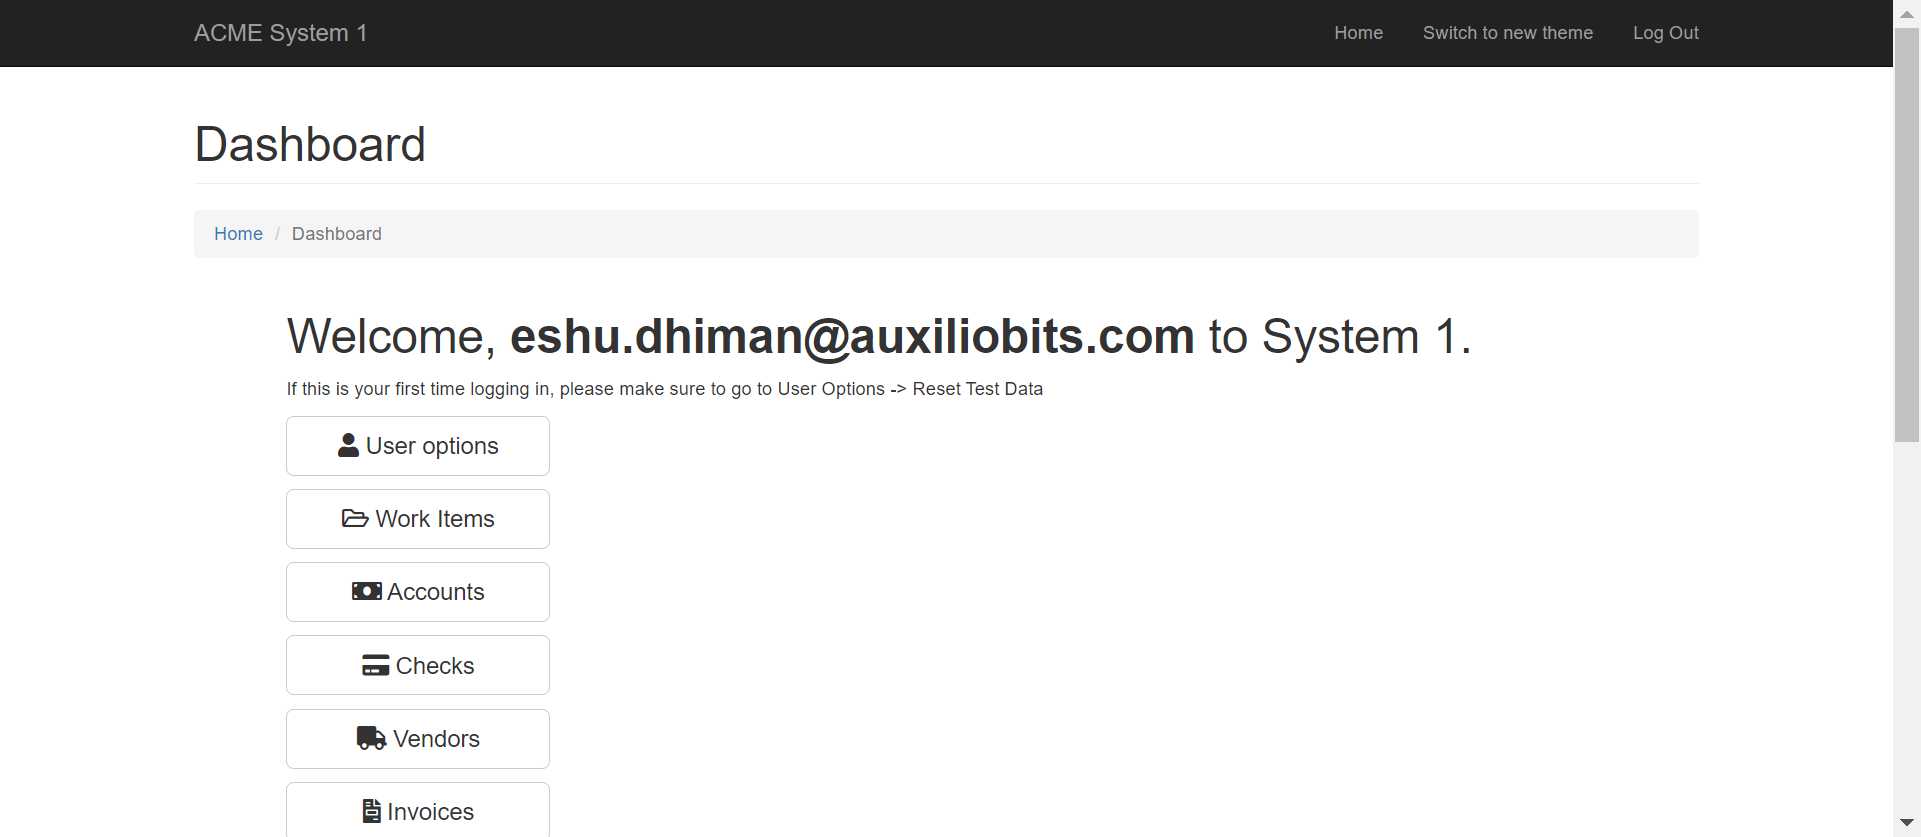 ACME System 1 Home Switch to new theme Log Out
Dashboard
Home / Dashboard
Welcome, eshu.dhiman@auxiliobits.com to System 1.
If this is your first time logging in, please make sure to go to User Options -> Reset Test Data
User options
Work Items
Accounts
Checks
Vendors
Invoices